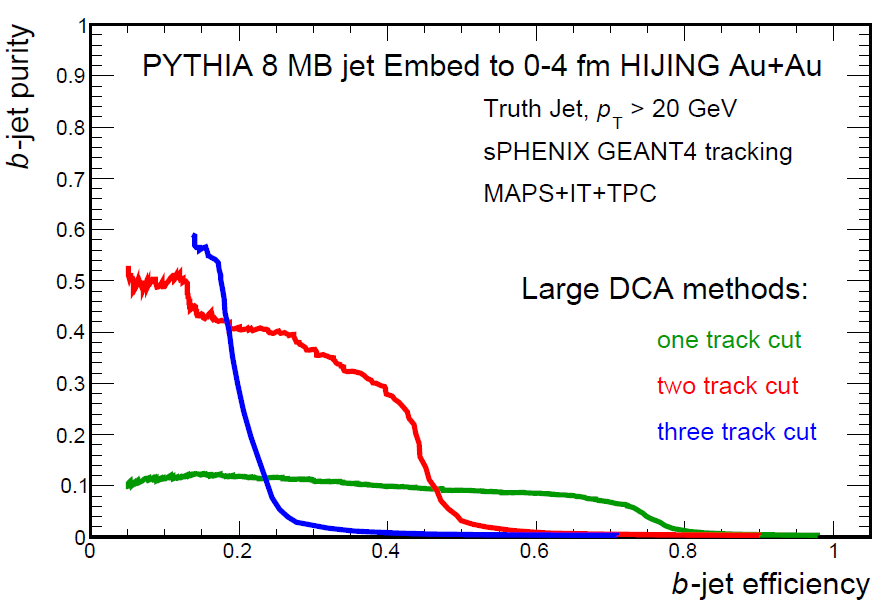 b-jet purity
1
0.9
0.8
0.7
0.6
0.5
0.4
0.3
0.2
0.1
0
PYTHIA 8 MB jet Embed to 0-4 fm HIJING Au+Au
Truth Jet, pT > 20 GeV
sPHENIX GEANT4 tracking
MAPS+IT+TPC
Large DCA methods:
one track cut
two track cut
three track cut
0 0.2 0.4 0.6 0.8 1
b-jet efficiency